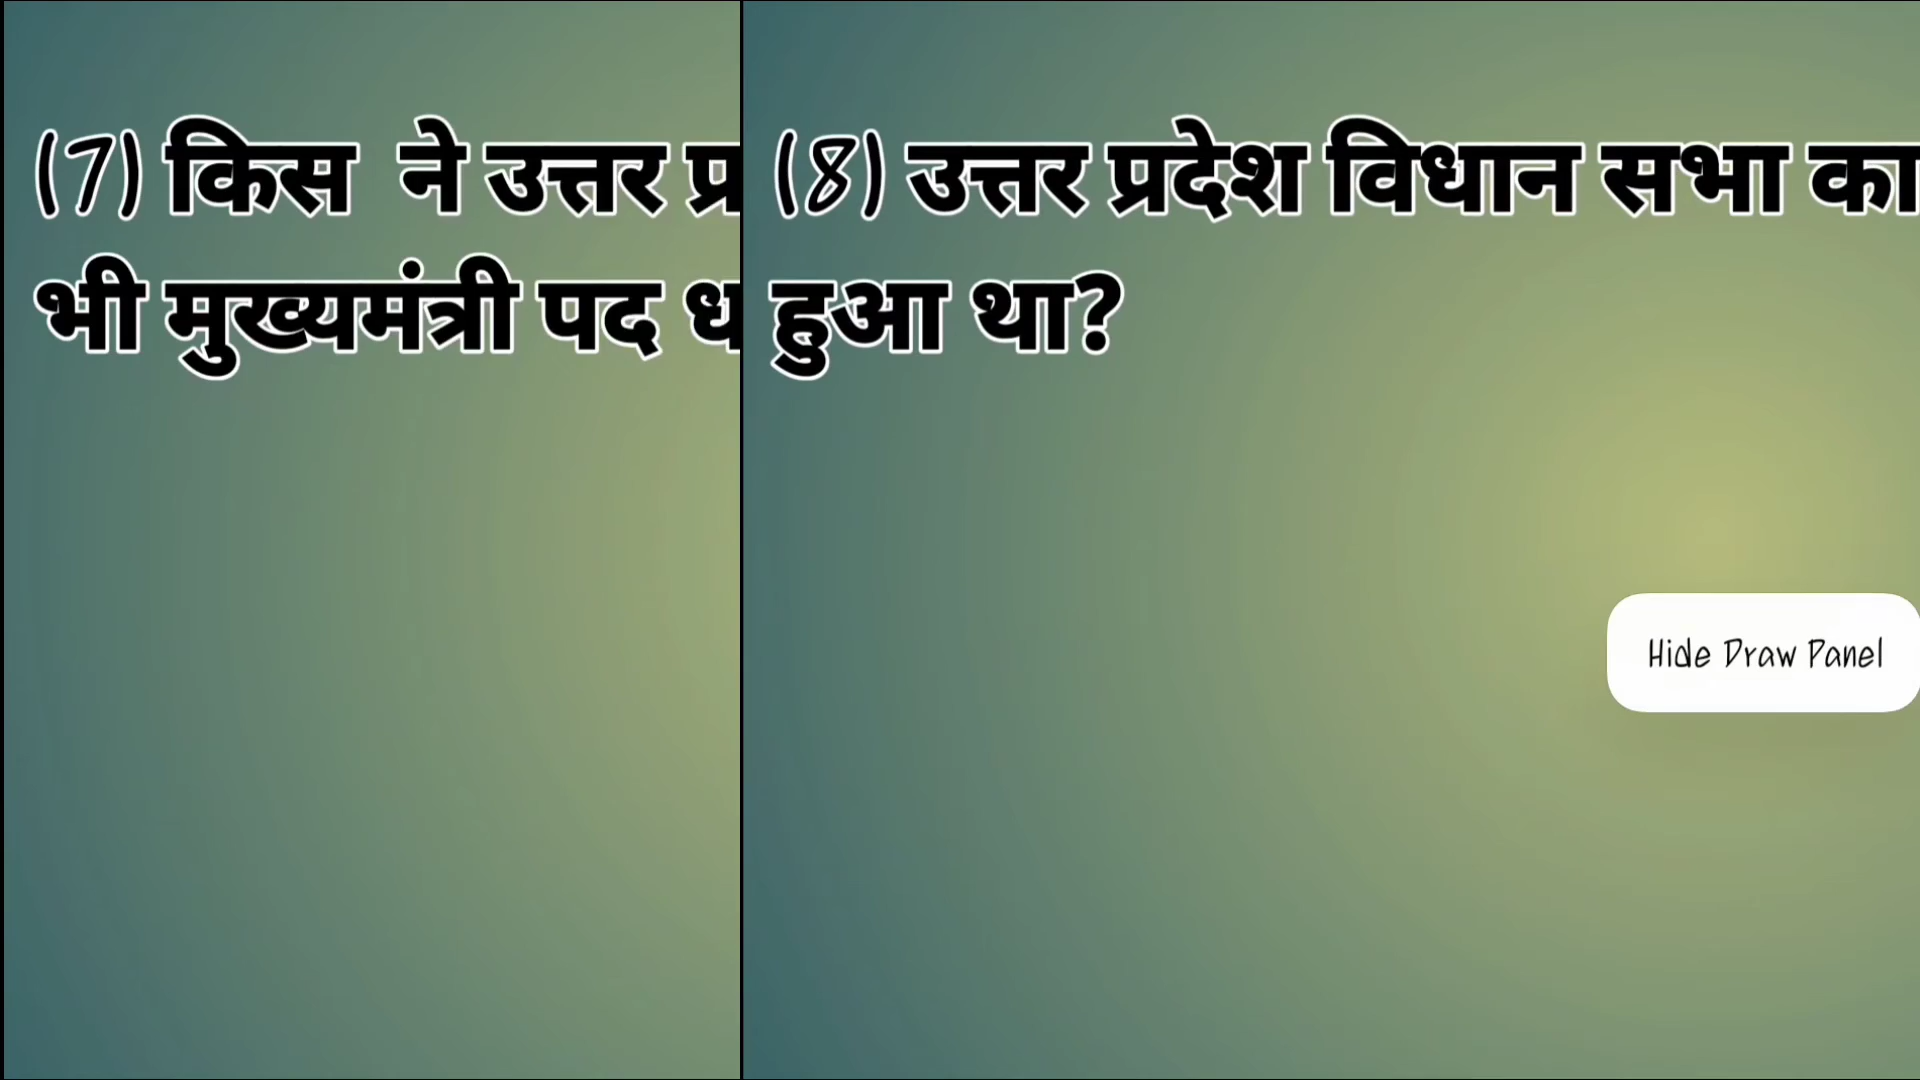 (7) किस ने उत्तर प्र
भी मुख्यमंत्री पद ध
(8) उत्तर प्रदेश विधान सभा का
हुआ था?
Hide Draw Panel